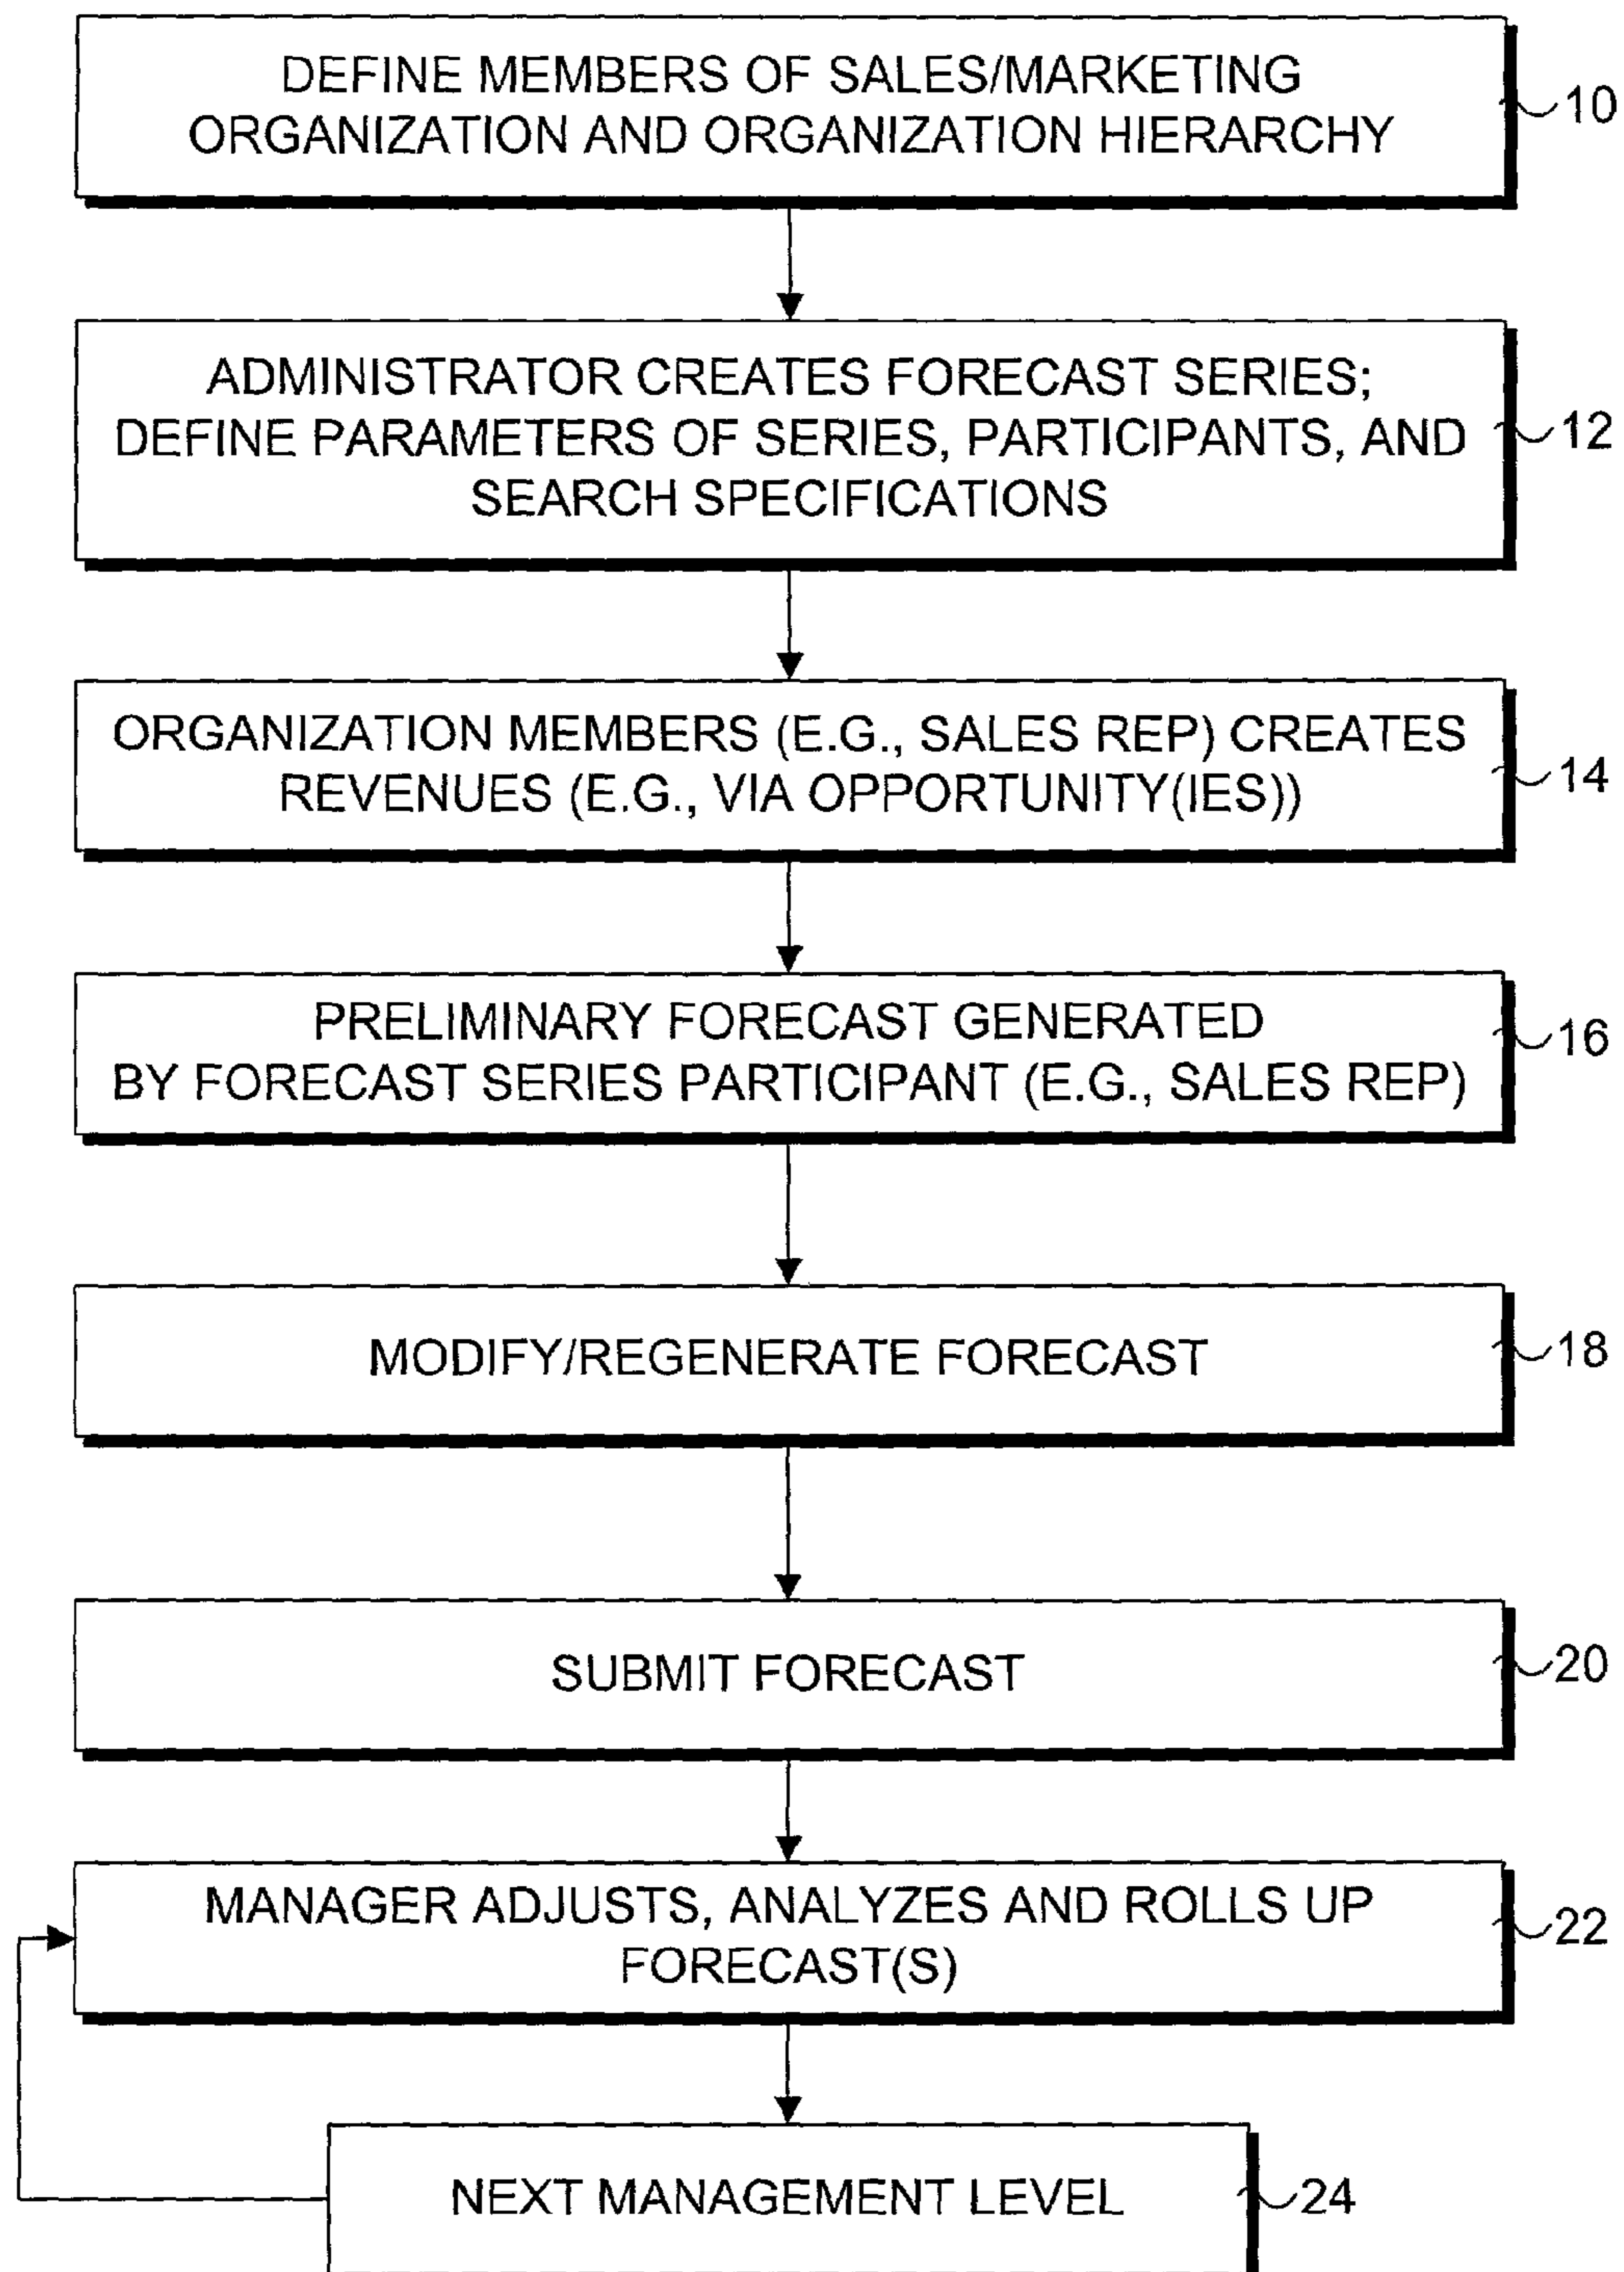 DEFINE MEMBERS OF SALES/MARKETING
ORGANIZATION AND ORGANIZATION HIERARCHY
10
ADMINISTRATOR CREATES FORECAST SERIES;
DEFINE PARAMETERS OF SERIES, PARTICIPANTS, AND
SEARCH SPECIFICATIONS
12
ORGANIZATION MEMBERS (E.G., SALES REP) CREATES
REVENUES (E.G., VIA OPPORTUNITY(IES))
14
PRELIMINARY FORECAST GENERATED
BY FORECAST SERIES PARTICIPANT (E.G., SALES REP)
16
MODIFY/REGENERATE FORECAST
18
SUBMIT FORECAST
20
MANAGER ADJUSTS, ANALYZES AND ROLLS UP
FORECAST(S)
22
NEXT MANAGEMENT LEVEL
24